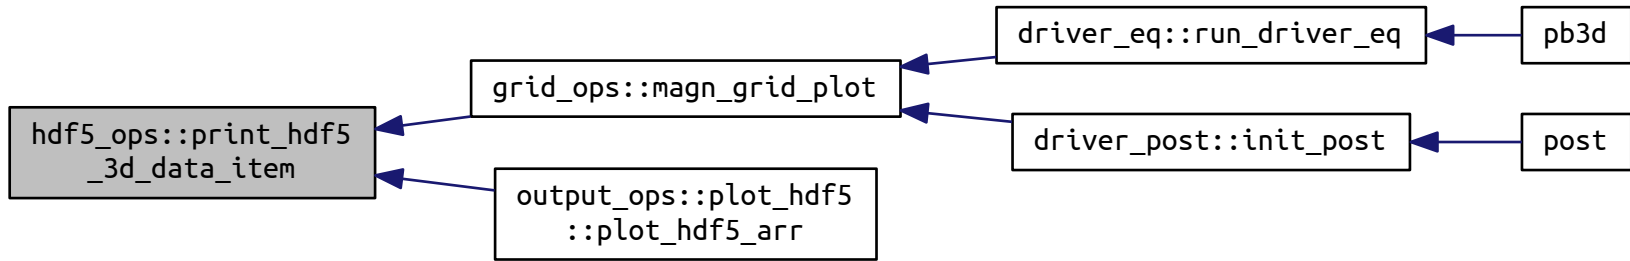 hdf5_ops::print_hdf5
_3d_data_item
grid_ops::magn_grid_plot
output_ops::plot_hdf5
::plot_hdf5_arr
driver_eq::run_driver_eq
driver_post::init_post
pb3d
post